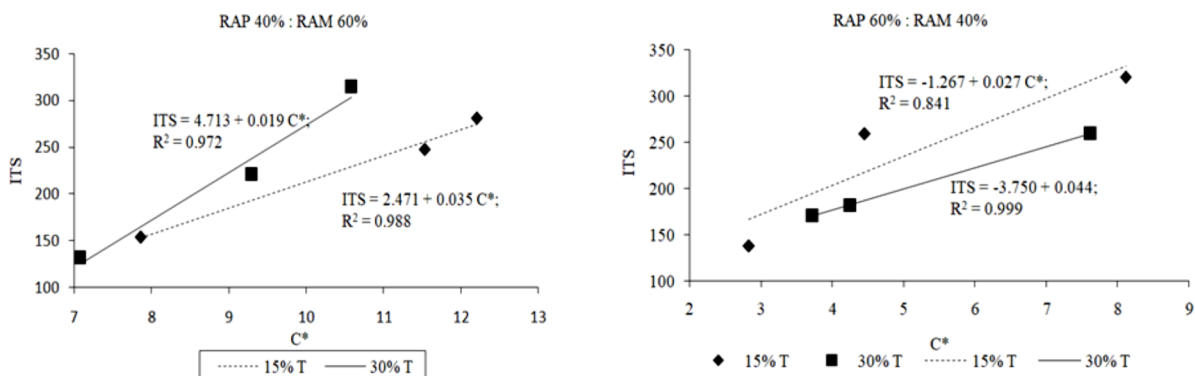 RAP 40% : RAM 60%
350
300
250
200
150
100
ITS
ITS = 4.713 + 0.019 C*;
R² = 0.972
ITS = 2.471 + 0.035 C*;
R² = 0.988
7 8 9 10 11 12 13
C*
15% T 30% T
RAP 60% : RAM 40%
350
300
250
200
150
100
ITS
ITS = -1.267 + 0.027 C*;
R² = 0.841
ITS = -3.750 + 0.044;
R² = 0.999
2 3 4 5 6 7 8 9
C*
15% T 30% T 15% T 30% T